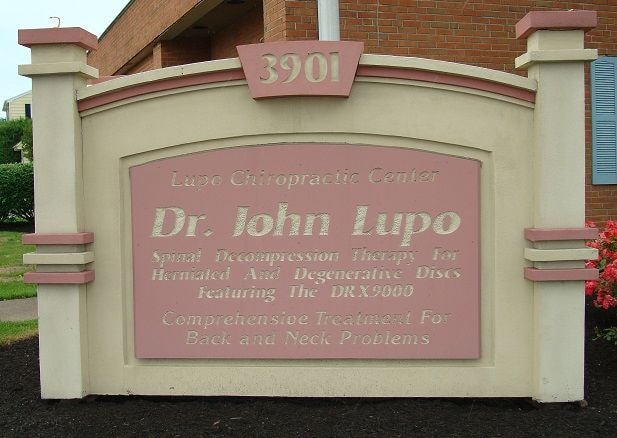 3901
Lupo Chiropractic Center
Dr. John Lupo
Spinal Decompression Therapy For
Herniated And Degenerative Discs
Featuring The DRX9000
Comprehensive Treatment For
Back and Neck Problems